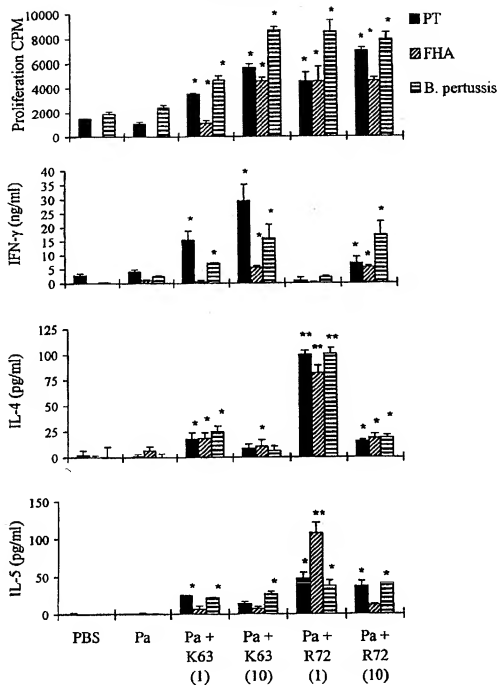 Proliferation CPM
10000
8000
6000
4000
2000
0
* * *
* * *
* * *
* * *
PT
FHA
B. pertussis
IFN-γ (ng/ml)
40
35
30
25
20
15
10
5
0
* *
* * *
* * *
IL-4 (pg/ml)
125
100
75
50
25
0
* * *
*
** ** **
* * *
IL-5 (pg/ml)
150
100
50
0
* *
*
* ** *
* *
PBS
Pa
Pa +
K63
(1)
Pa +
K63
(10)
Pa +
R72
(1)
Pa +
R72
(10)